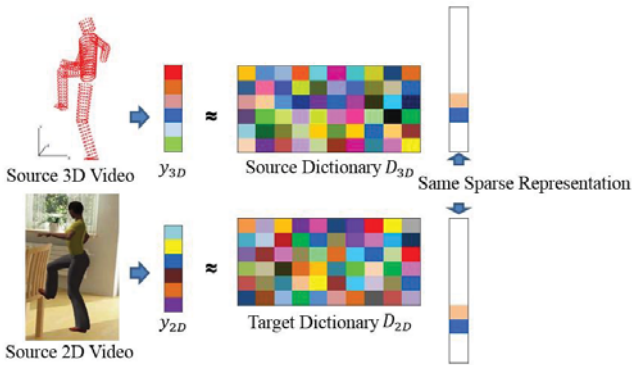 Source 3D Video
y3D
≈
Source Dictionary D3D
Same Sparse Representation
Source 2D Video
y2D
≈
Target Dictionary D2D